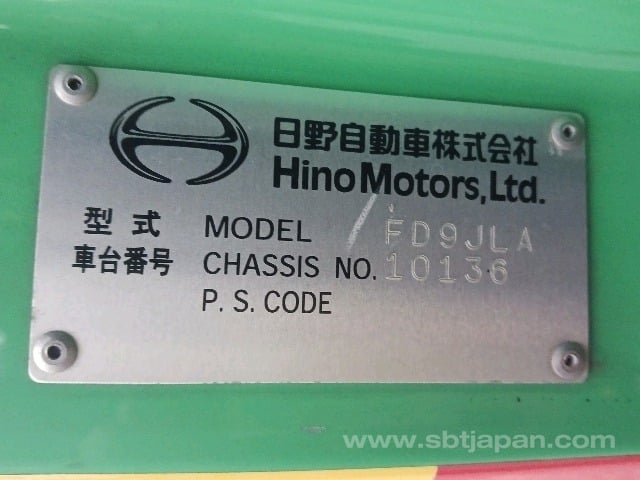 日野自動車株式会社
Hino Motors, Ltd.
型式 MODEL FD9JLA
車台番号 CHASSIS NO. 10136
P. S. CODE
www.sbtjapan.com